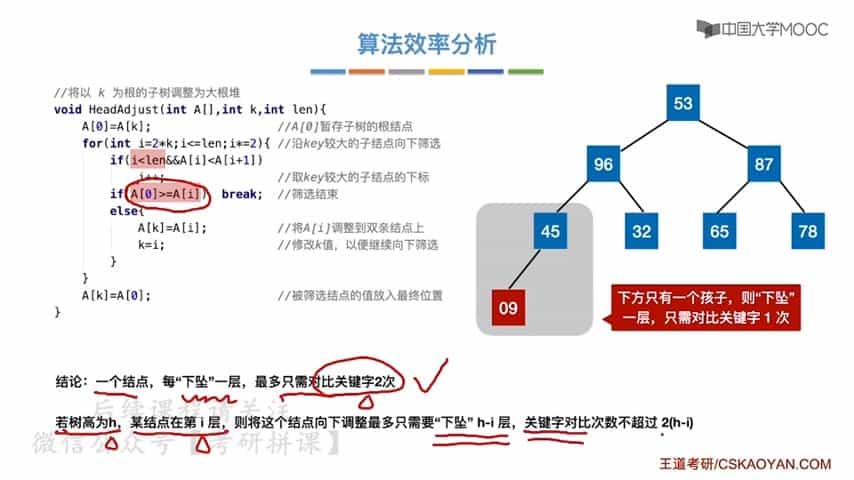 中国大学MOOC
算法效率分析
//将以 k 为根的子树调整为大根堆
void HeadAdjust(int A[],int k,int len){
A[0]=A[k]; //A[0]暂存子树的根结点
for(int i=2*k;i<=len;i*=2){ //沿key较大的子结点向下筛选
if(i<len&&A[i]<A[i+1])
i++; //取key较大的子结点的下标
if(A[0]>=A[i]) break; //筛选结束
else{
A[k]=A[i]; //将A[i]调整到双亲结点上
k=i; //修改k值，以便继续向下筛选
}
}
A[k]=A[0]; //被筛选结点的值放入最终位置
}
53
96 87
45 32 65 78
09
下方只有一个孩子，则“下坠”
一层，只需对比关键字 1 次
结论：一个结点，每“下坠”一层，最多只需对比关键字2次
后续课程请关注
若树高为h，某结点在第 i 层，则将这个结点向下调整最多只需要“下坠” h-i 层，关键字对比次数不超过 2(h-i)
微信公众号【考研拼课】
王道考研/CSKAOYAN.COM